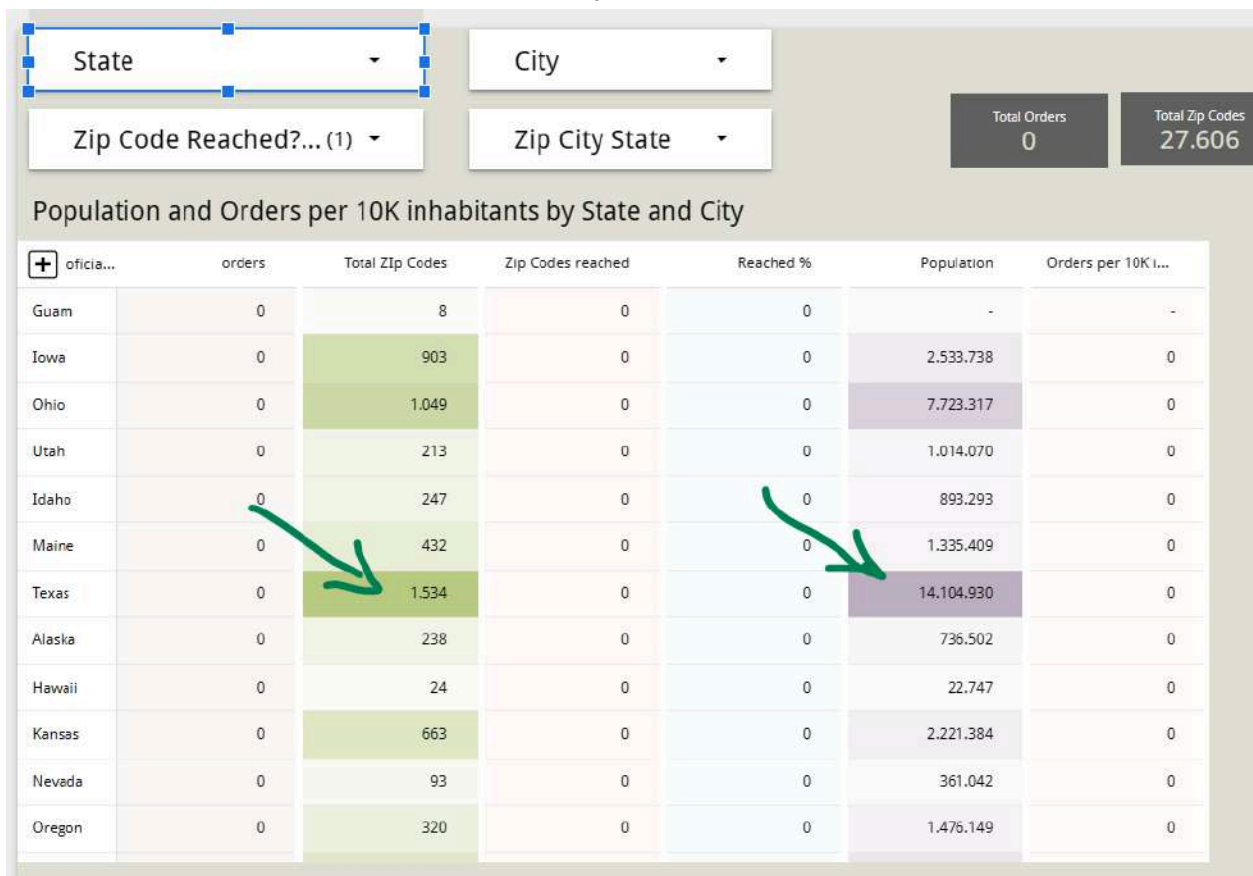 State City
Total Orders Total Zip Codes
Zip Code Reached?... (1) Zip City State
0 27.606
Population and Orders per 10K inhabitants by State and City
oficia... orders Total ZIp Codes Zip Codes reached Reached % Population Orders per 10K i...
Guam 0 8 0 0 - -
Iowa 0 903 0 0 2.533.738 0
Ohio 0 1.049 0 0 7.723.317 0
Utah 0 213 0 0 1.014.070 0
Idaho 0 247 0 0 893.293 0
Maine 0 432 0 0 1.335.409 0
Texas 0 1.534 0 0 14.104.930 0
Alaska 0 238 0 0 736.502 0
Hawaii 0 24 0 0 22.747 0
Kansas 0 663 0 0 2.221.384 0
Nevada 0 93 0 0 361.042 0
Oregon 0 320 0 0 1.476.149 0